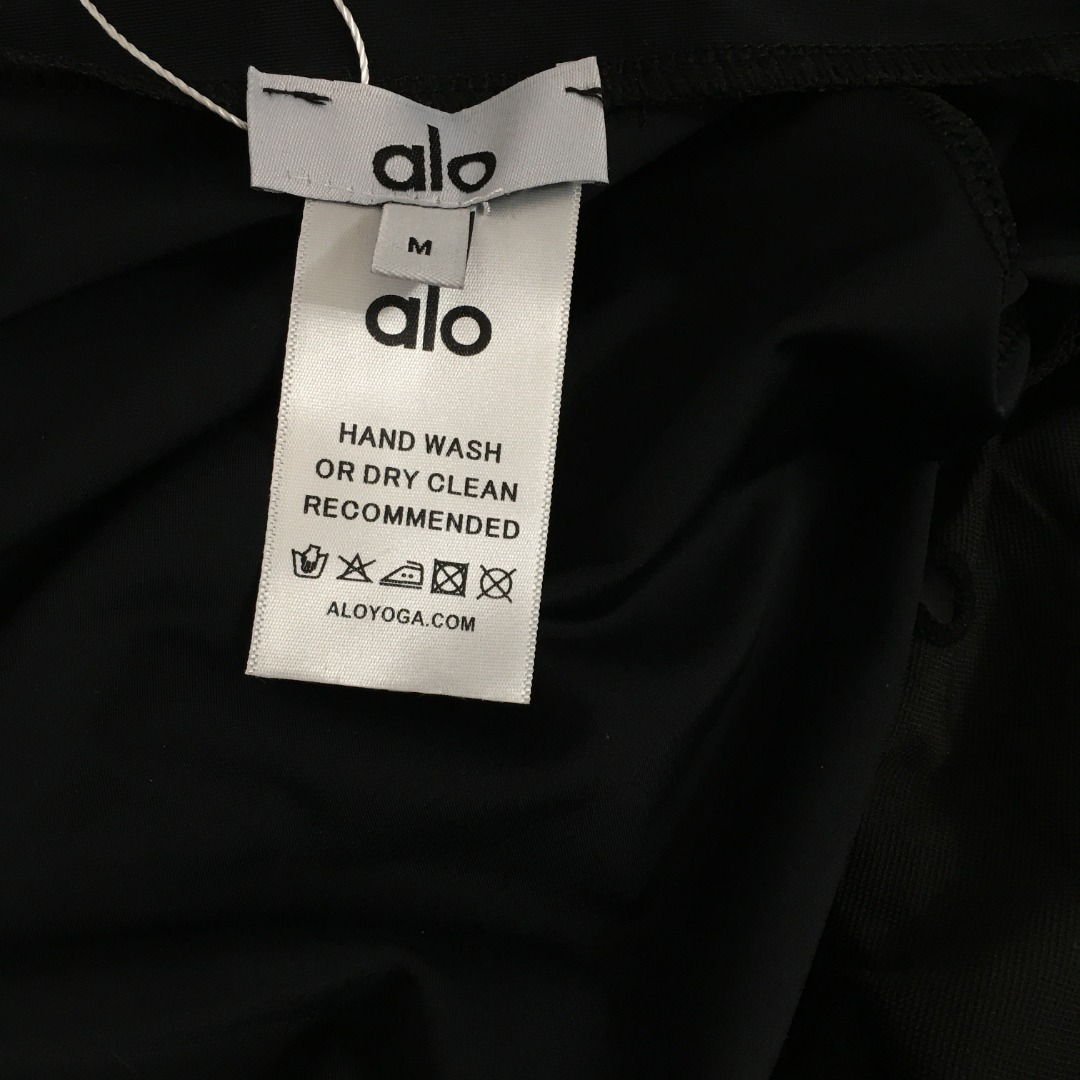 alo
M
alo
HAND WASH
OR DRY CLEAN
RECOMMENDED
ALOYOGA.COM